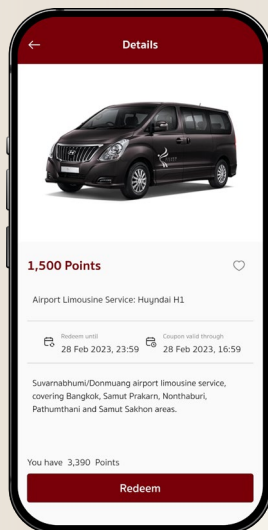 Details
1,500 Points
Airport Limousine Service: Huyndai H1
Redeem until
28 Feb 2023, 23:59
Coupon valid through
28 Feb 2023, 16:59
Suvarnabhumi/Donmuang airport limousine service,
covering Bangkok, Samut Prakarn, Nonthaburi,
Pathumthani and Samut Sakhon areas.
You have 3,390 Points
Redeem